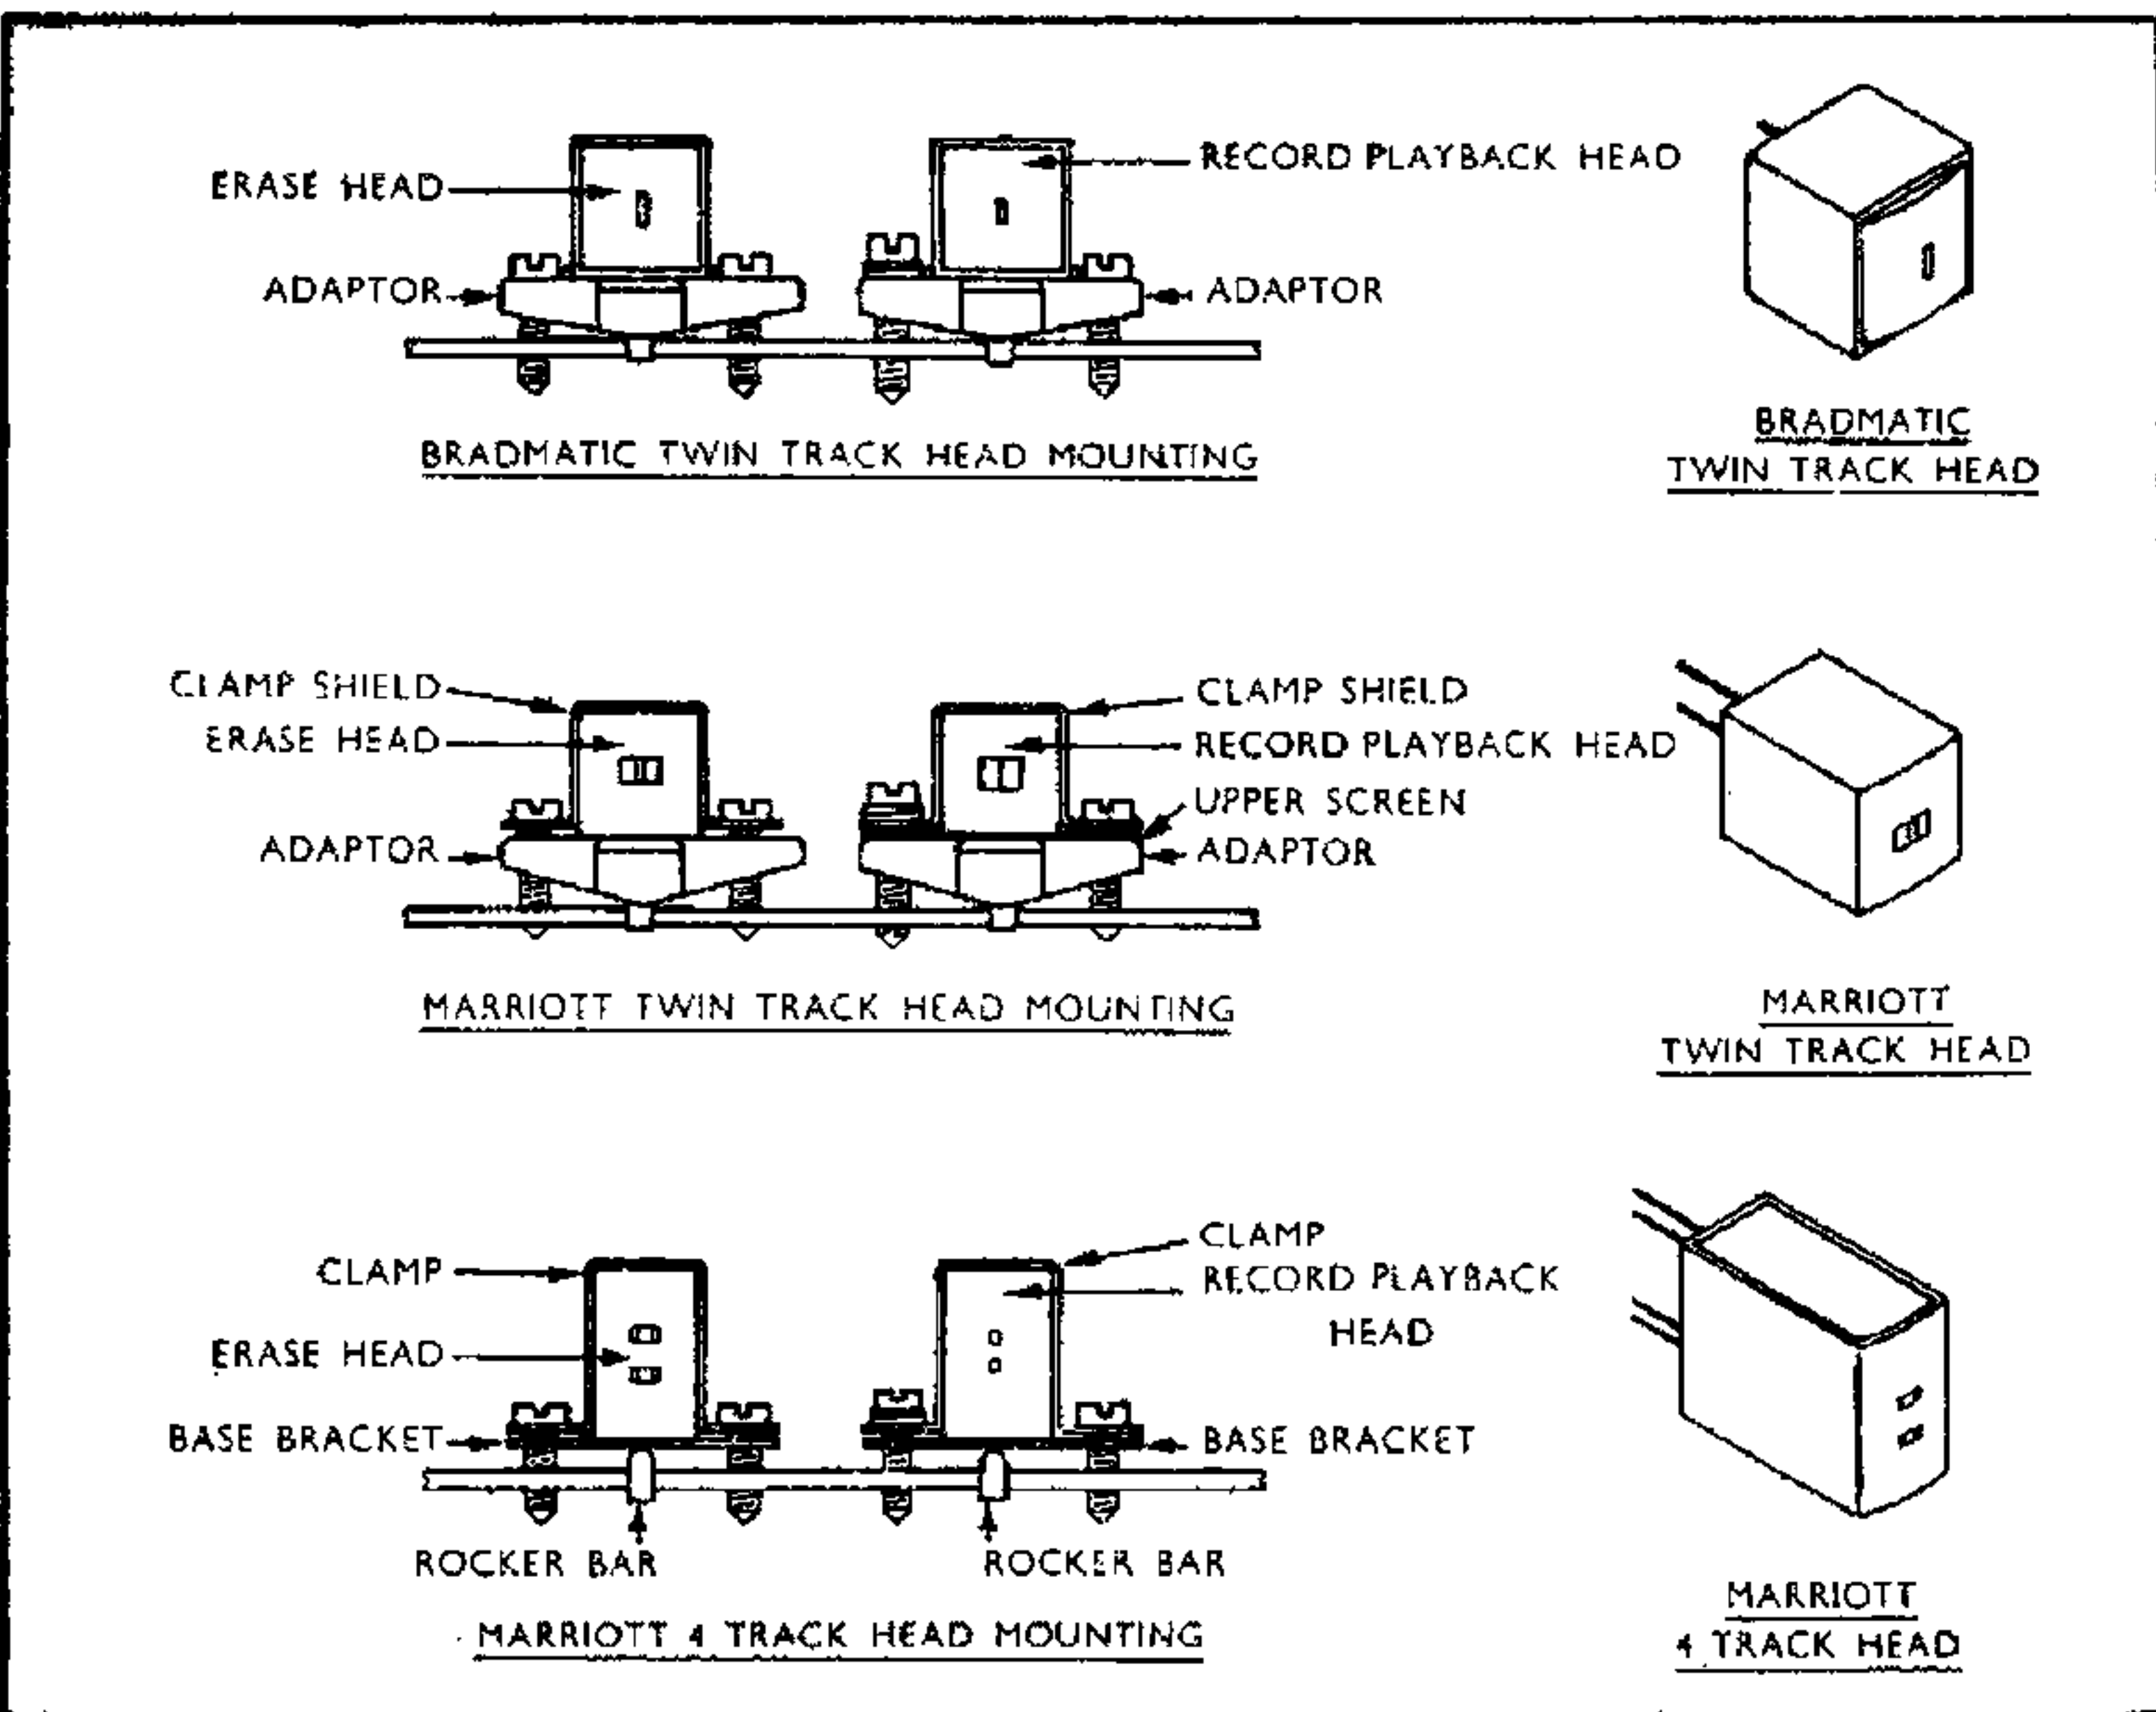 ERASE HEAD
RECORD PLAYBACK HEAD
ADAPTOR
ADAPTOR
BRADMATIC TWIN TRACK HEAD MOUNTING
BRADMATIC
TWIN TRACK HEAD
CLAMP SHIELD
CLAMP SHIELD
ERASE HEAD
RECORD PLAYBACK HEAD
UPPER SCREEN
ADAPTOR
ADAPTOR
MARRIOTT TWIN TRACK HEAD MOUNTING
MARRIOTT
TWIN TRACK HEAD
CLAMP
CLAMP
RECORD PLAYBACK
HEAD
ERASE HEAD
BASE BRACKET
BASE BRACKET
ROCKER BAR
ROCKER BAR
MARRIOTT 4 TRACK HEAD MOUNTING
MARRIOTT
4 TRACK HEAD